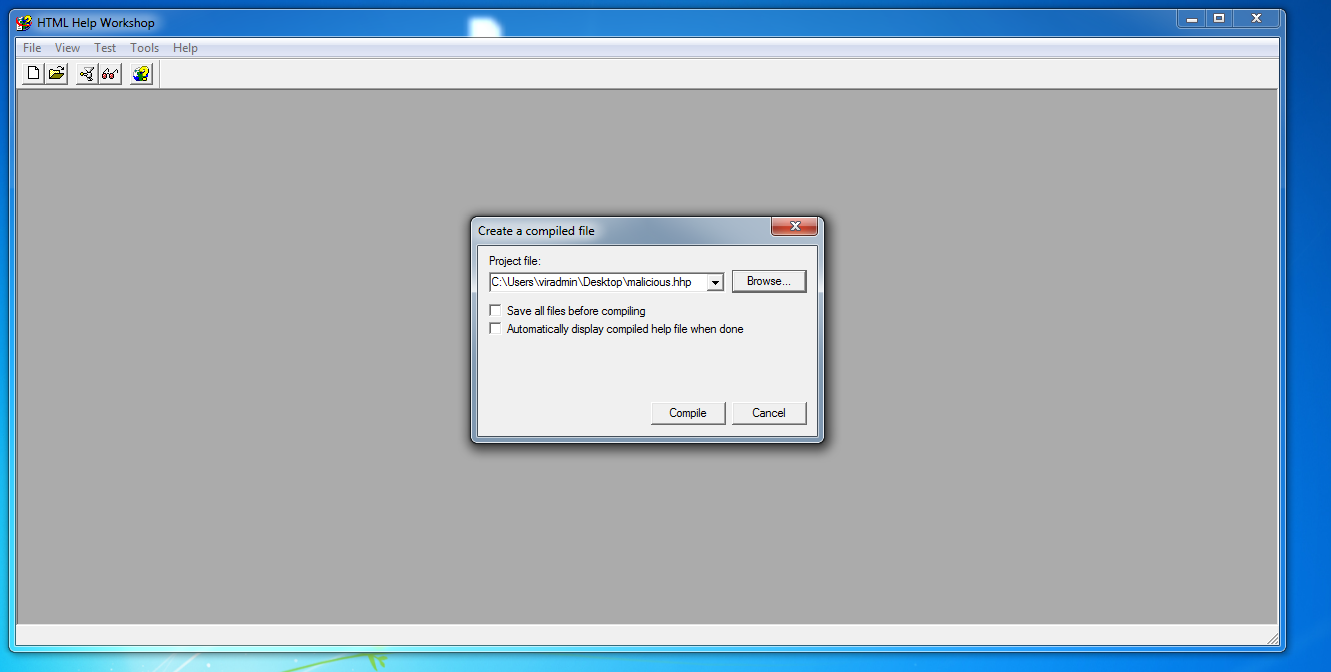 HTML Help Workshop
File View Test Tools Help
Create a compiled file
Project file:
C:\Users\viradmin\Desktop\malicious.hhp
Browse...
Save all files before compiling
Automatically display compiled help file when done
Compile Cancel